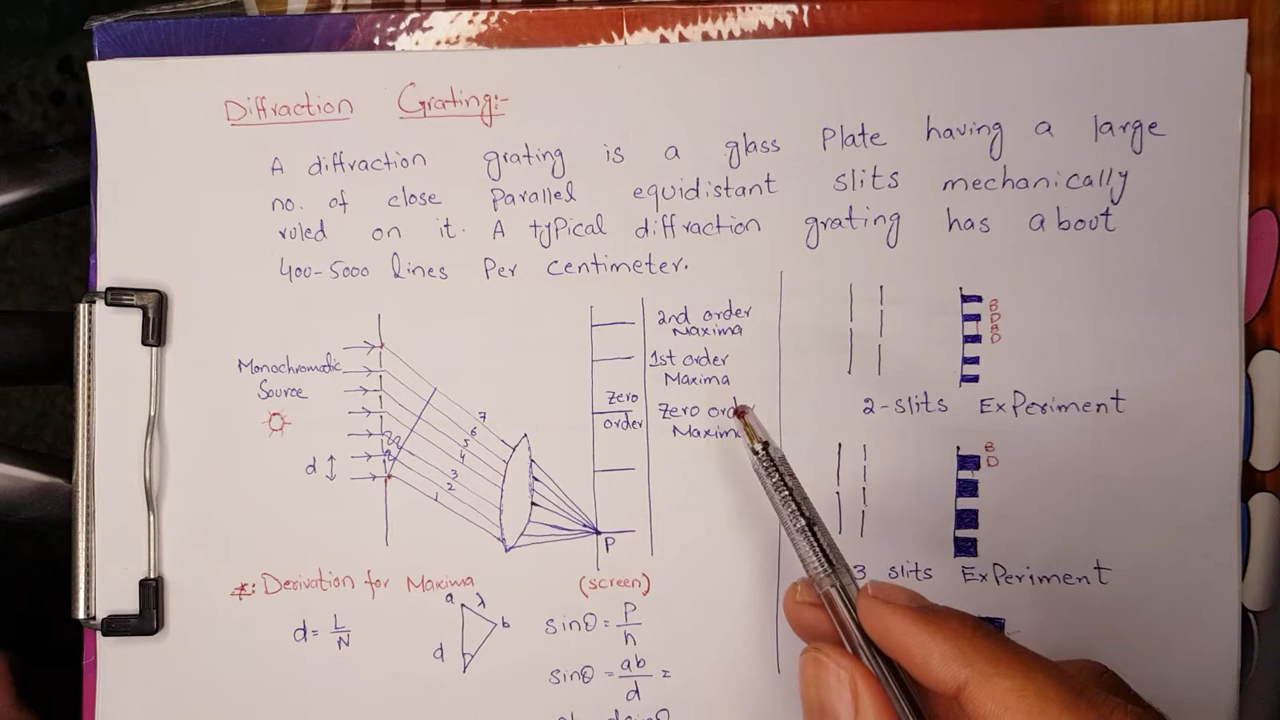 Diffraction Grating:-
A diffraction grating is a glass Plate having a large
no. of close Parallel equidistant slits mechanically
ruled on it. A typical diffraction grating has about
400-5000 lines Per centimeter.
Monochromatic
Source
d
7
6
5
4
3
2
1
P
Zero
order
2nd order
Maxima
1st order
Maxima
Zero order
Maxima
(screen)
B
D
B
D
2-slits Experiment
B
D
3 slits Experiment
*: Derivation for Maxima
d = L/N
a λ
b
d
sinθ = P/h
sinθ = ab/d =